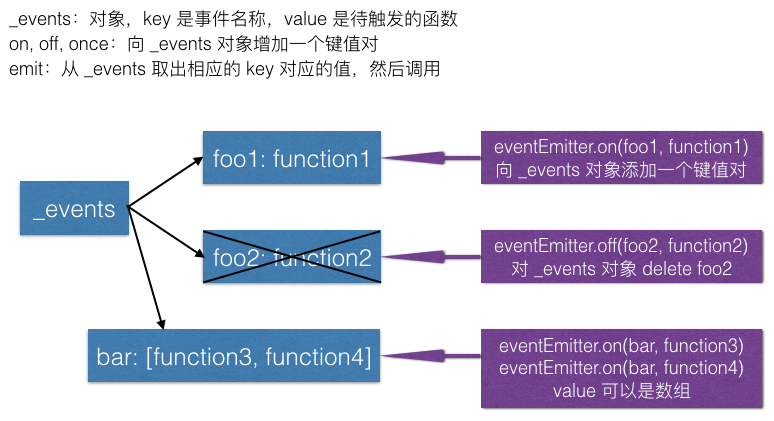 _events：对象，key 是事件名称，value 是待触发的函数
on, off, once：向 _events 对象增加一个键值对
emit：从 _events 取出相应的 key 对应的值，然后调用
_events
foo1: function1
eventEmitter.on(foo1, function1)
向 _events 对象添加一个键值对
foo2: function2
eventEmitter.off(foo2, function2)
对 _events 对象 delete foo2
bar: [function3, function4]
eventEmitter.on(bar, function3)
eventEmitter.on(bar, function4)
value 可以是数组